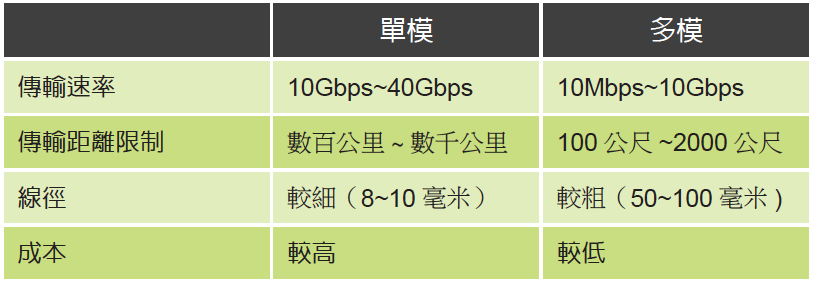 單模 多模
傳輸速率 10Gbps~40Gbps 10Mbps~10Gbps
傳輸距離限制 數百公里 ~ 數千公里 100 公尺 ~2000 公尺
線徑 較細（8~10 毫米） 較粗（50~100 毫米 )
成本 較高 較低